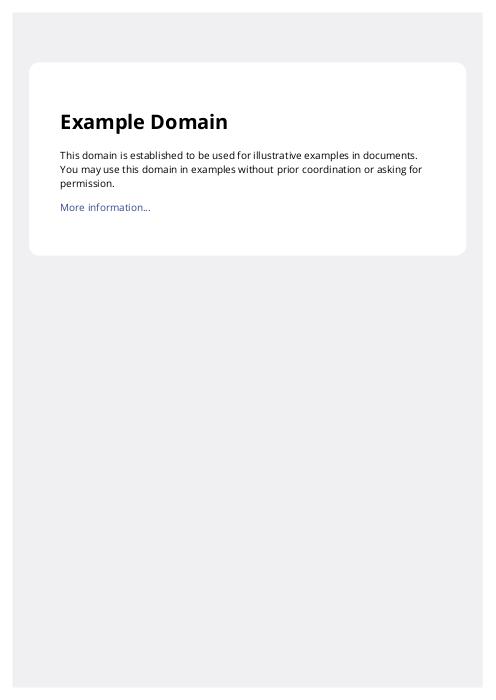 Example Domain
This domain is established to be used for illustrative examples in documents.
You may use this domain in examples without prior coordination or asking for
permission.
More information...